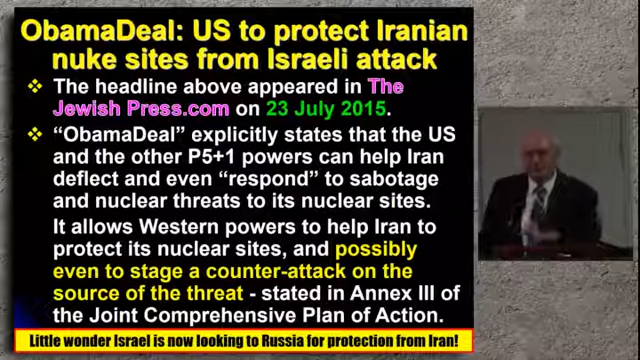 ObamaDeal: US to protect Iranian
nuke sites from Israeli attack
❖ The headline above appeared in The
Jewish Press.com on 23 July 2015.
❖ “ObamaDeal” explicitly states that the US
and the other P5+1 powers can help Iran
deflect and even “respond” to sabotage
and nuclear threats to its nuclear sites.
It allows Western powers to help Iran to
protect its nuclear sites, and possibly
even to stage a counter-attack on the
source of the threat - stated in Annex III of
the Joint Comprehensive Plan of Action.
Little wonder Israel is now looking to Russia for protection from Iran!